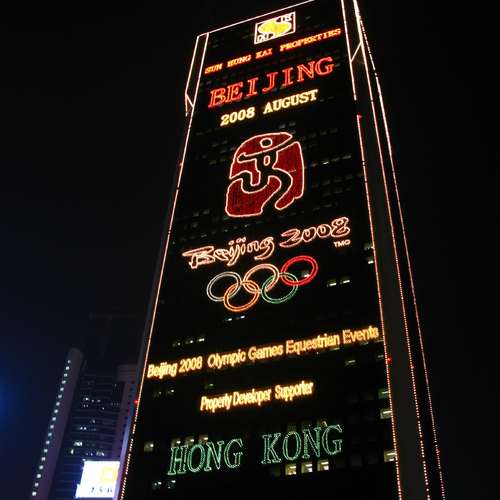 SUN HUNG KAI PROPERTIES
BEIJING
2008 AUGUST
Beijing 2008 TM
Beijing 2008 Olympic Games Equestrian Events
Property Developer Supporter
HONG KONG